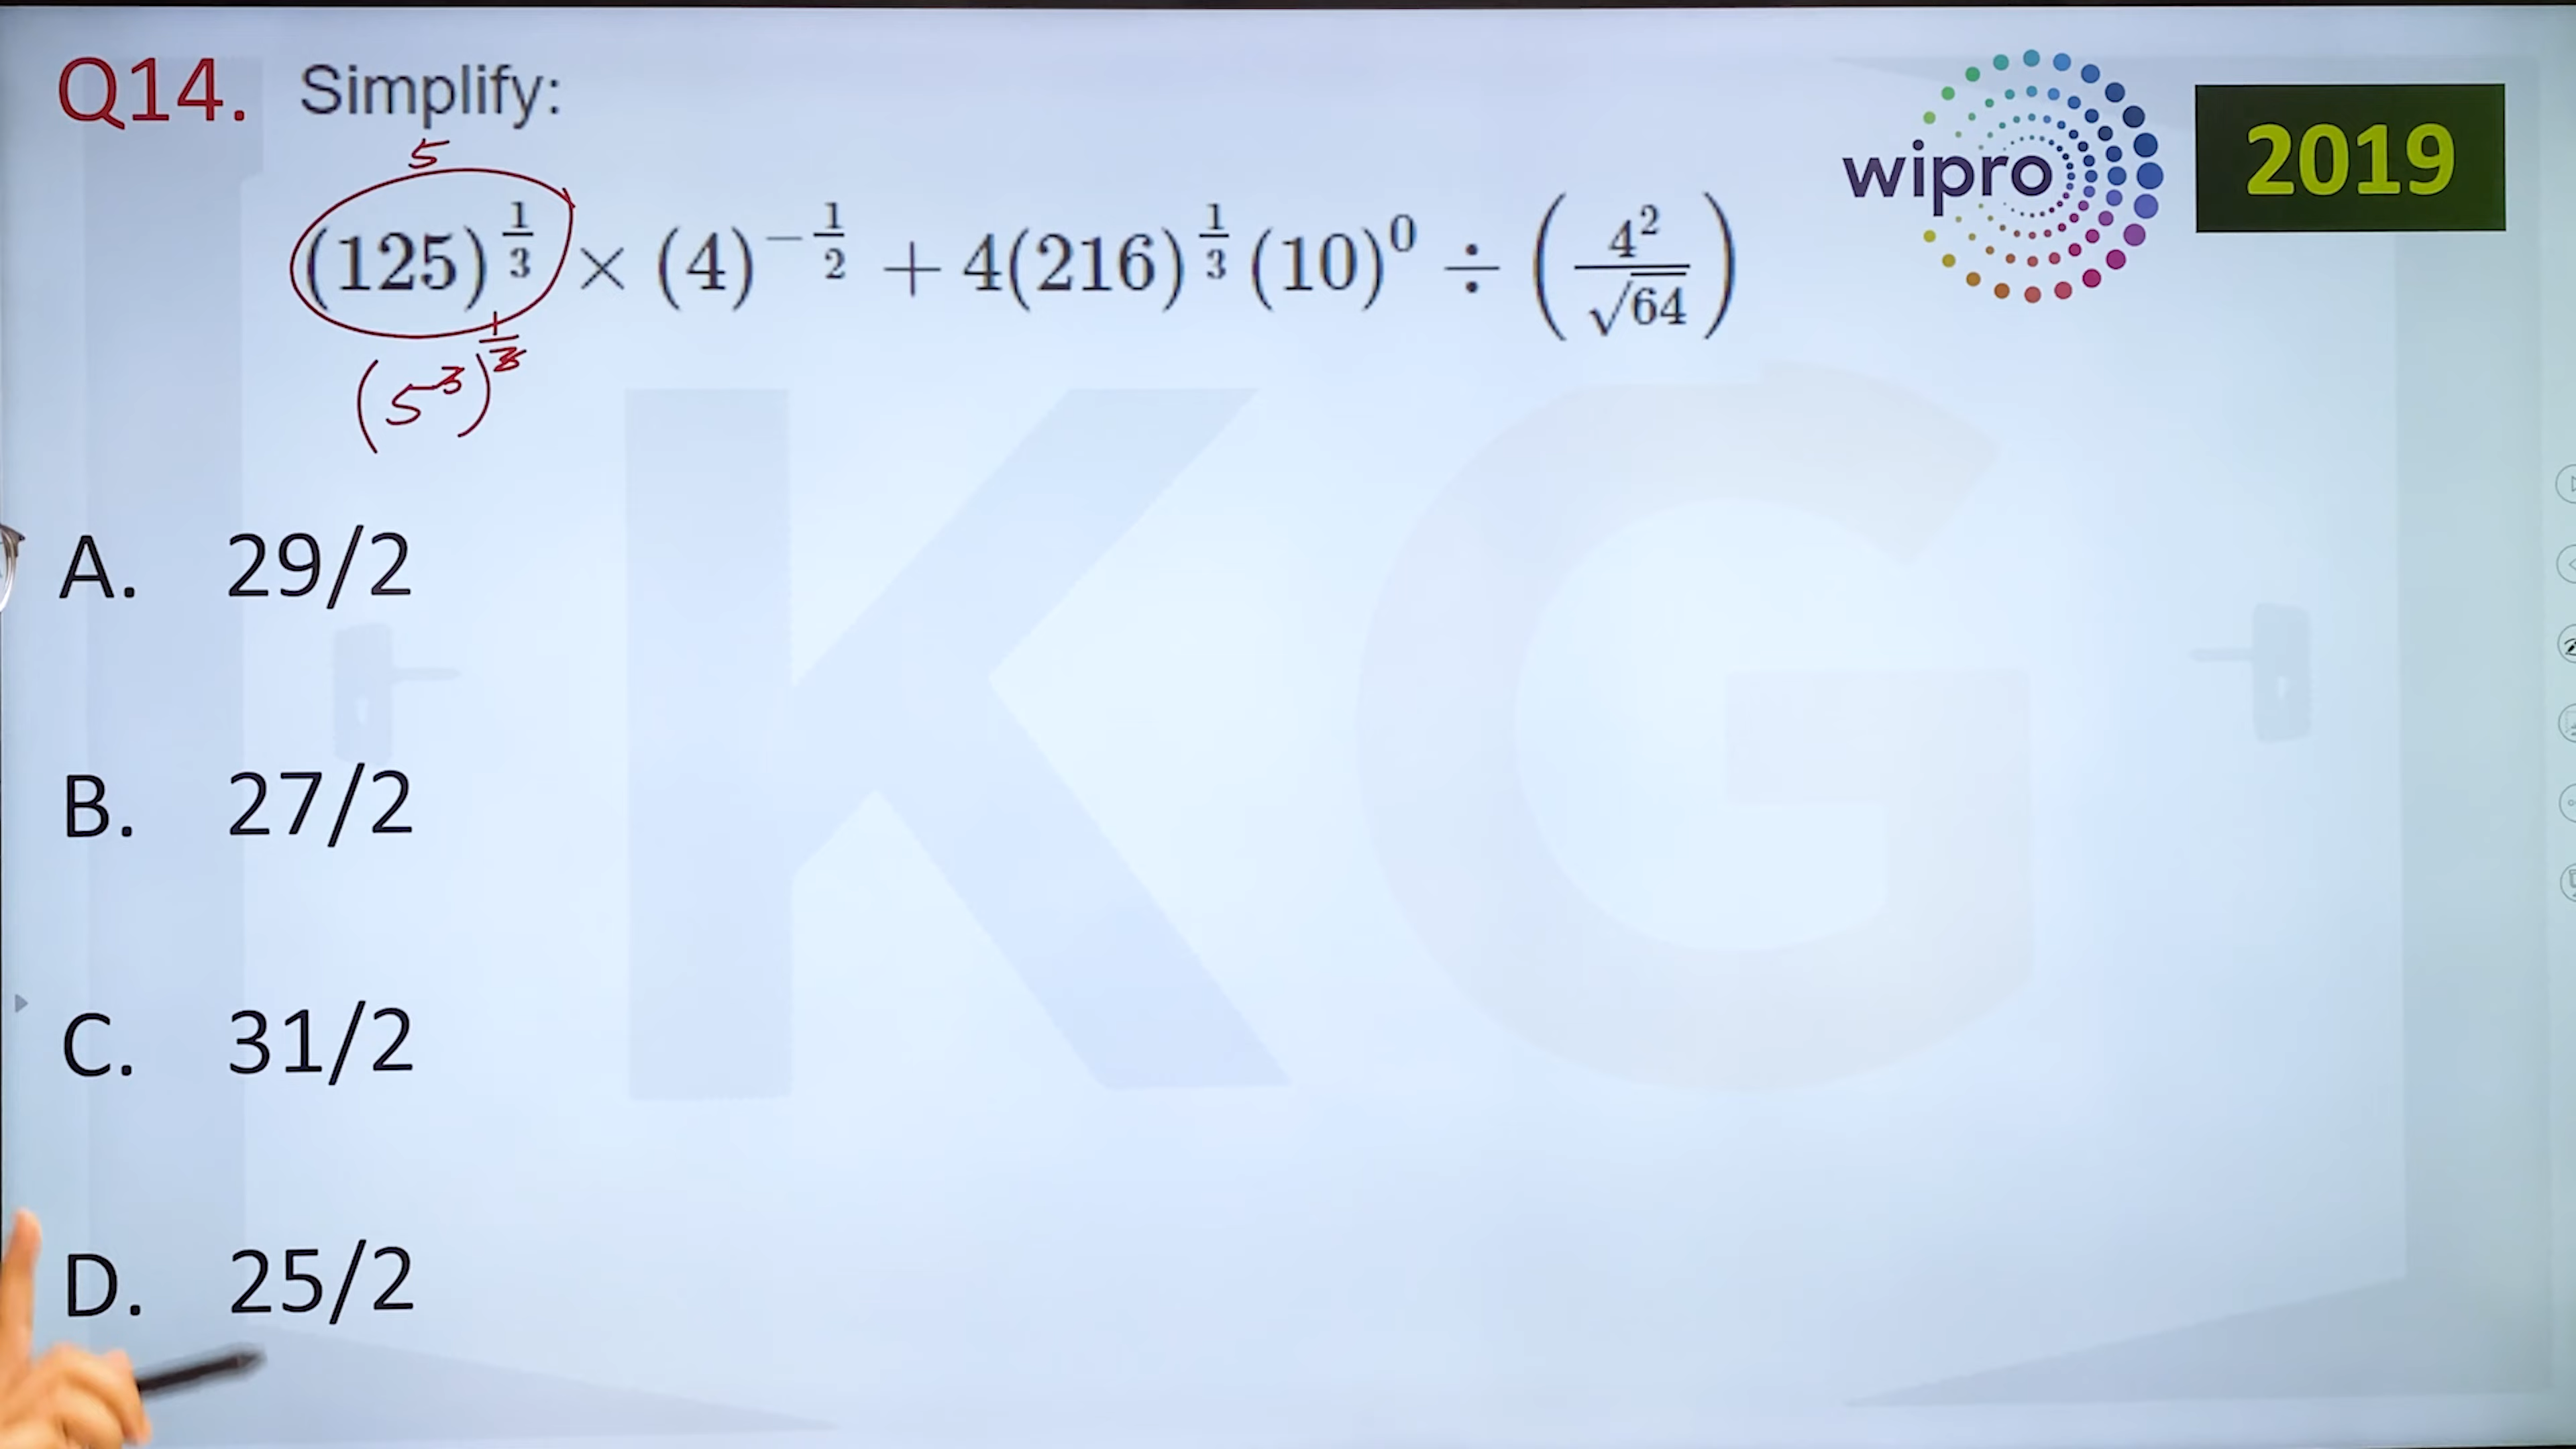 Q14. Simplify:
wipro
2019
5
(125)^{1/3} × (4)^{-1/2} + 4(216)^{1/3} (10)^0 ÷ (4^2/√64)
(5^3)^{1/3}
A. 29/2
B. 27/2
C. 31/2
D. 25/2
KG